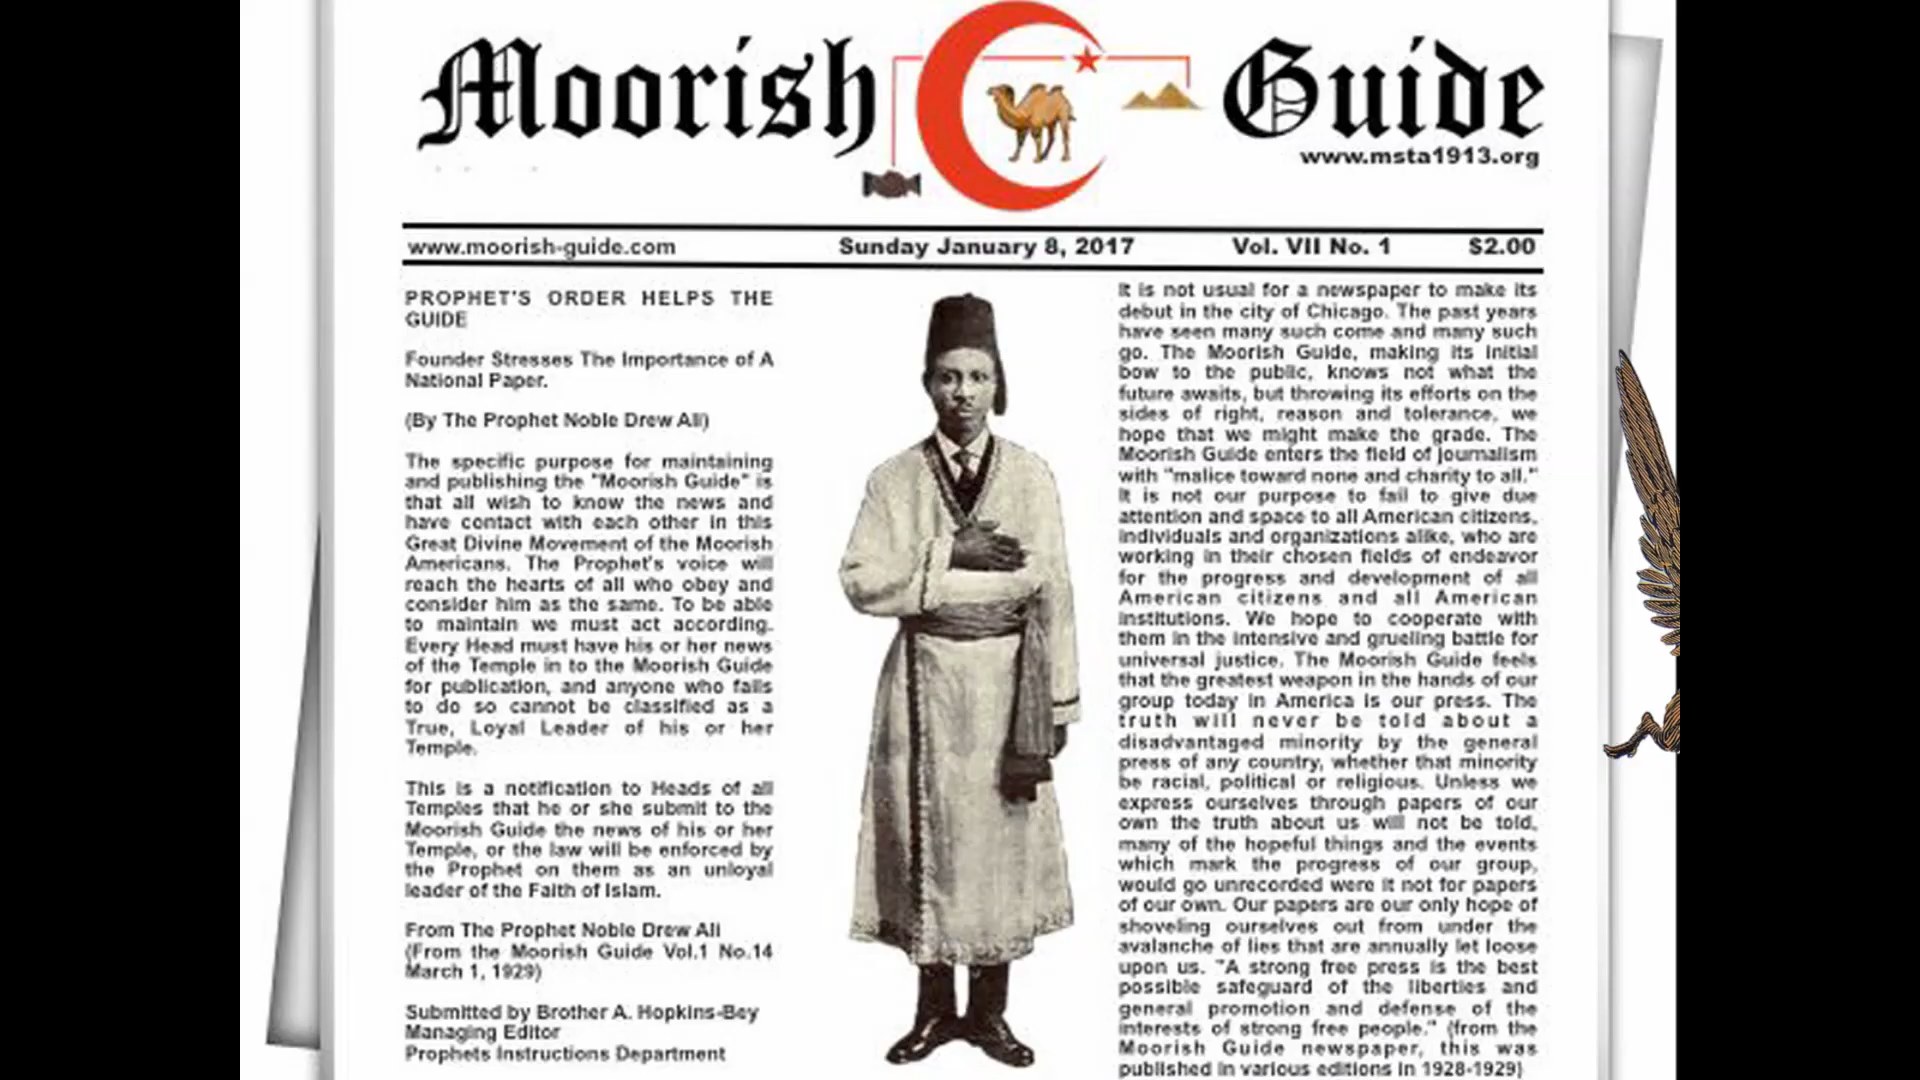 Moorish Guide
www.msta1913.org
www.moorish-guide.com Sunday January 8, 2017 Vol. VII No. 1 $2.00
PROPHET'S ORDER HELPS THE
GUIDE
Founder Stresses The Importance of A
National Paper.
(By The Prophet Noble Drew Ali)
The specific purpose for maintaining
and publishing the "Moorish Guide" is
that all wish to know the news and
have contact with each other in this
Great Divine Movement of the Moorish
Americans. The Prophet's voice will
reach the hearts of all who obey and
consider him as the same. To be able
to maintain we must act according.
Every Head must have his or her news
of the Temple in to the Moorish Guide
for publication, and anyone who fails
to do so cannot be classified as a
True, Loyal Leader of his or her
Temple.
This is a notification to Heads of all
Temples that he or she submit to the
Moorish Guide the news of his or her
Temple, or the law will be enforced by
the Prophet on them as an unloyal
leader of the Faith of Islam.
From The Prophet Noble Drew Ali
(From the Moorish Guide Vol.1 No.14
March 1, 1929)
Submitted by Brother A. Hopkins-Bey
Managing Editor
Prophets Instructions Department
It is not usual for a newspaper to make its
debut in the city of Chicago. The past years
have seen many such come and many such
go. The Moorish Guide, making its initial
bow to the public, knows not what the
future awaits, but throwing its efforts on the
sides of right, reason and tolerance, we
hope that we might make the grade. The
Moorish Guide enters the field of journalism
with "malice toward none and charity to all."
It is not our purpose to fail to give due
attention and space to all American citizens,
individuals and organizations alike, who are
working in their chosen fields of endeavor
for the progress and development of all
American citizens and all American
institutions. We hope to cooperate with
them in the intensive and grueling battle for
universal justice. The Moorish Guide feels
that the greatest weapon in the hands of our
group today in America is our press. The
truth will never be told about a
disadvantaged minority by the general
press of any country, whether that minority
be racial, political or religious. Unless we
express ourselves through papers of our
own the truth about us will not be told,
many of the hopeful things and the events
which mark the progress of our group,
would go unrecorded were it not for papers
of our own. Our papers are our only hope of
shoveling ourselves out from under the
avalanche of lies that are annually let loose
upon us. "A strong free press is the best
possible safeguard of the liberties and
general promotion and defense of the
interests of strong free people." (from the
Moorish Guide newspaper, this was
published in various editions in 1928-1929)